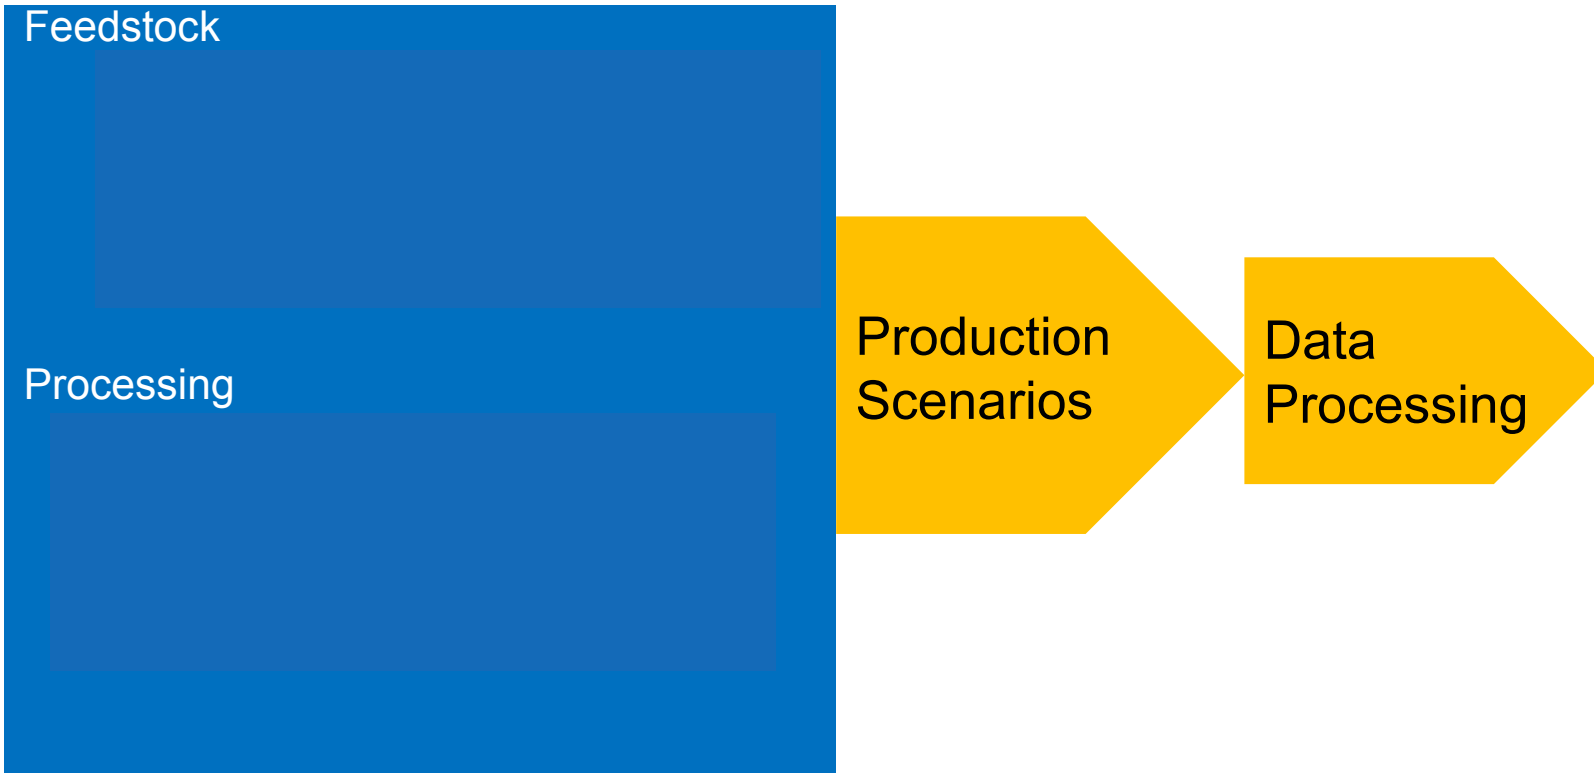 Feedstock
Processing
Production
Scenarios
Data
Processing